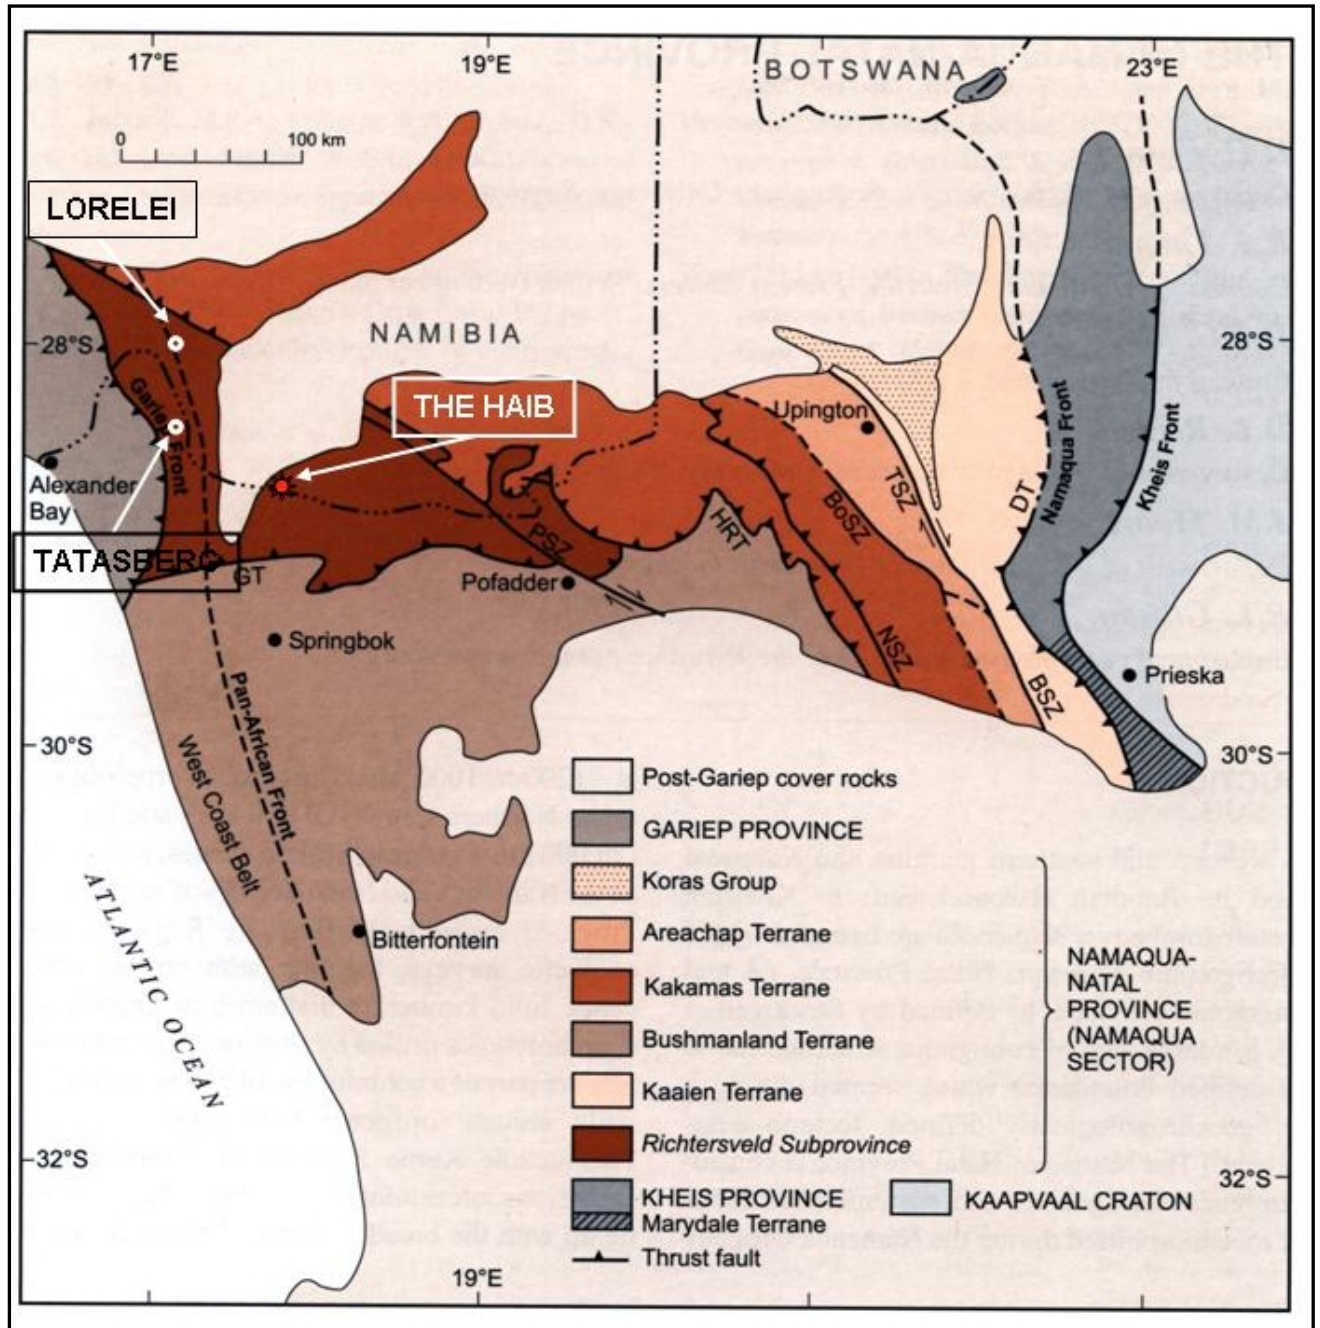 17°E
19°E
BOTSWANA
23°E
100 km
LORELEI
NAMIBIA
28°S
28°S
THE HAIB
Upington
Gariep Front
Namaqua Front
Kheis Front
Alexander
Bay
TSZ
BoSZ
DT
HRT
PSZ
TATASBERG
GT
Pofadder
Springbok
NSZ
BSZ
Prieska
Pan-African Front
West Coast Belt
30°S
30°S
ATLANTIC OCEAN
Bitterfontein
Post-Gariep cover rocks
GARIEP PROVINCE
Koras Group
Areachap Terrane
Kakamas Terrane
Bushmanland Terrane
Kaalen Terrane
Richtersveld Subprovince
NAMAQUA-
NATAL
PROVINCE
(NAMAQUA
SECTOR)
KHEIS PROVINCE
Marydale Terrane
Thrust fault
KAAPVAAL CRATON
32°S
32°S
19°E